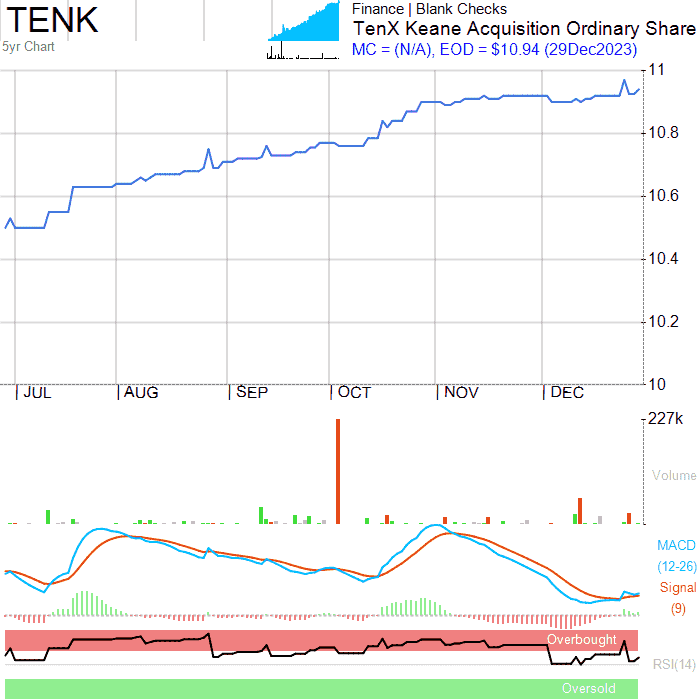 TENK
5yr Chart
Finance | Blank Checks
TenX Keane Acquisition Ordinary Share
MC = (N/A), EOD = $10.94 (29Dec2023)
11
10.8
10.6
10.4
10.2
10
JUL
AUG
SEP
OCT
NOV
DEC
227k
Volume
MACD
(12-26)
Signal
(9)
Overbought
RSI(14)
Oversold